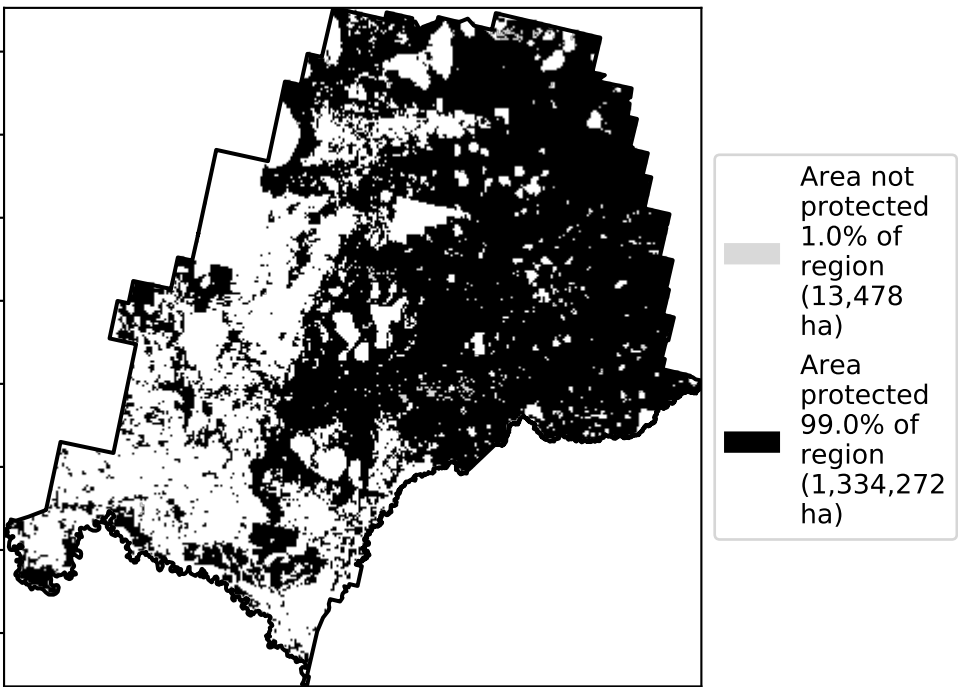 Area not
protected
1.0% of
region
(13,478
ha)
Area
protected
99.0% of
region
(1,334,272
ha)